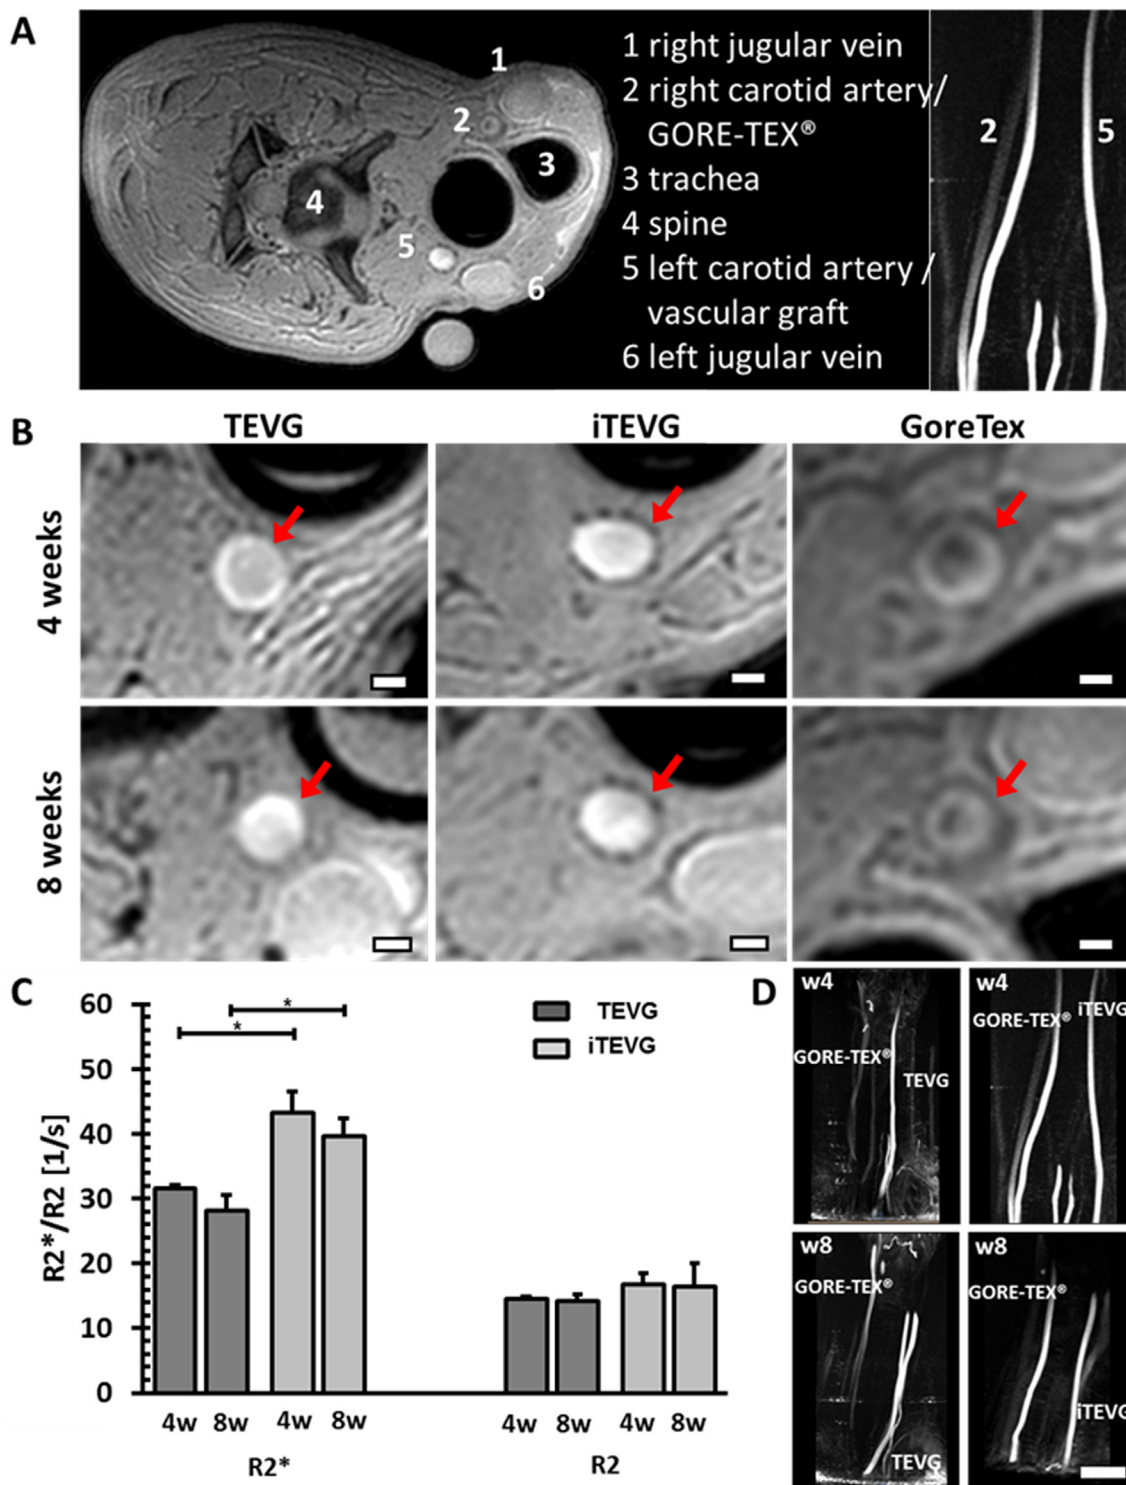 A
1
2
3
4
5
6
1 right jugular vein
2 right carotid artery/
GORE-TEX®
3 trachea
4 spine
5 left carotid artery /
vascular graft
6 left jugular vein
2
5
B
TEVG
iTEVG
GoreTex
4 weeks
8 weeks
C
R2*/R2 [1/s]
60
50
40
30
20
10
0
*
*
TEVG
iTEVG
4w
8w
4w
8w
4w
8w
4w
8w
R2*
R2
D
w4
GORE-TEX®
TEVG
w4
GORE-TEX®
iTEVG
w8
GORE-TEX®
TEVG
w8
GORE-TEX®
iTEVG